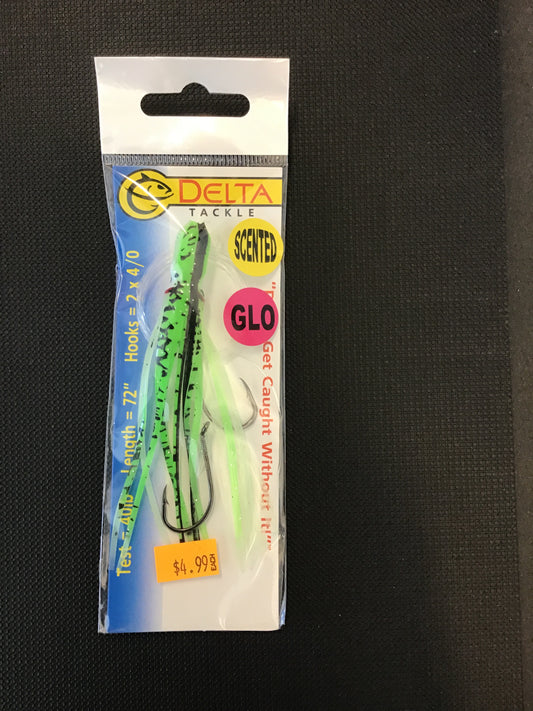 DELTA
TACKLE
SCENTED
GLO
Get Caught Without It!"
Test = 40lb Length = 72" Hooks = 2 x 4/0
$4.99